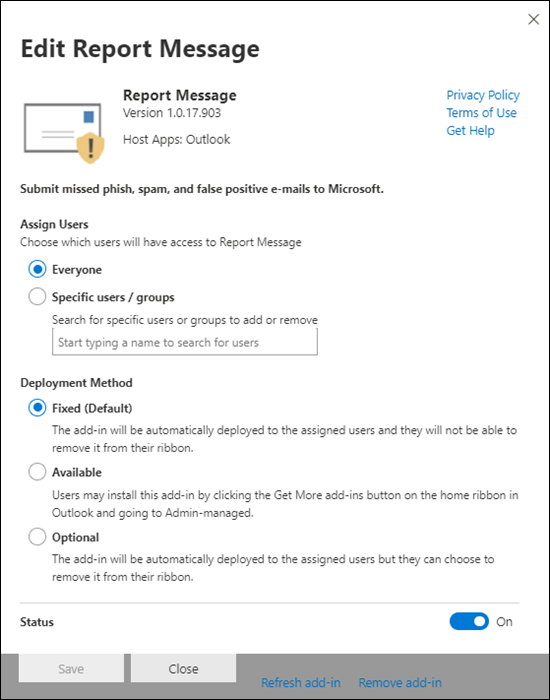 Edit Report Message
Report Message
Version 1.0.17.903
Host Apps: Outlook
Privacy Policy
Terms of Use
Get Help
Submit missed phish, spam, and false positive e-mails to Microsoft.
Assign Users
Choose which users will have access to Report Message
Everyone
Specific users / groups
Search for specific users or groups to add or remove
Start typing a name to search for users
Deployment Method
Fixed (Default)
The add-in will be automatically deployed to the assigned users and they will not be able to
remove it from their ribbon.
Available
Users may install this add-in by clicking the Get More add-ins button on the home ribbon in
Outlook and going to Admin-managed.
Optional
The add-in will be automatically deployed to the assigned users but they can choose to
remove it from their ribbon.
Status
On
Save
Close
Refresh add-in
Remove add-in